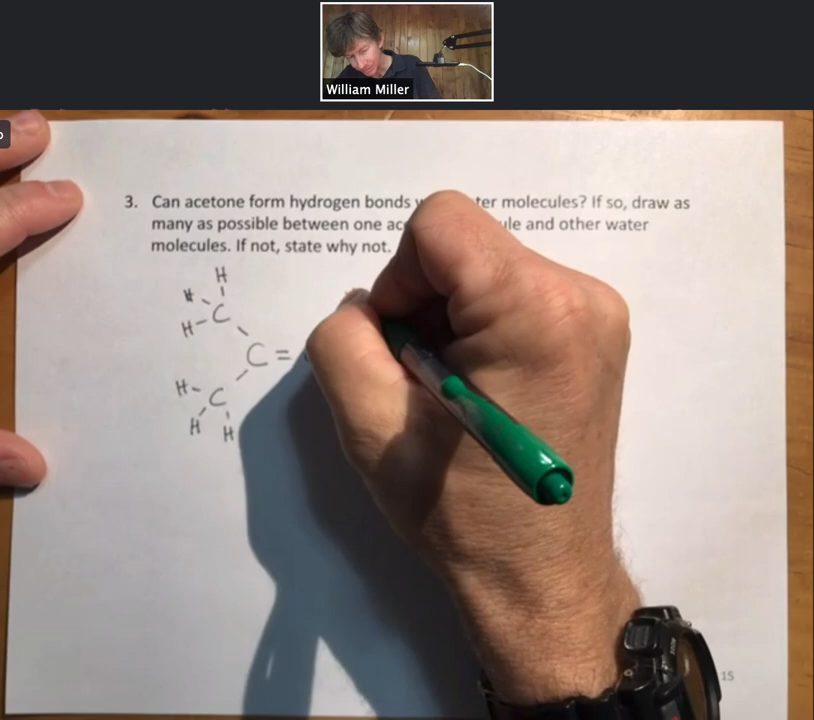 William Miller
3. Can acetone form hydrogen bonds ter molecules? If so, draw as
many as possible between one ac ule and other water
molecules. If not, state why not.
H
H
H - C
C =
H - C
H H
15